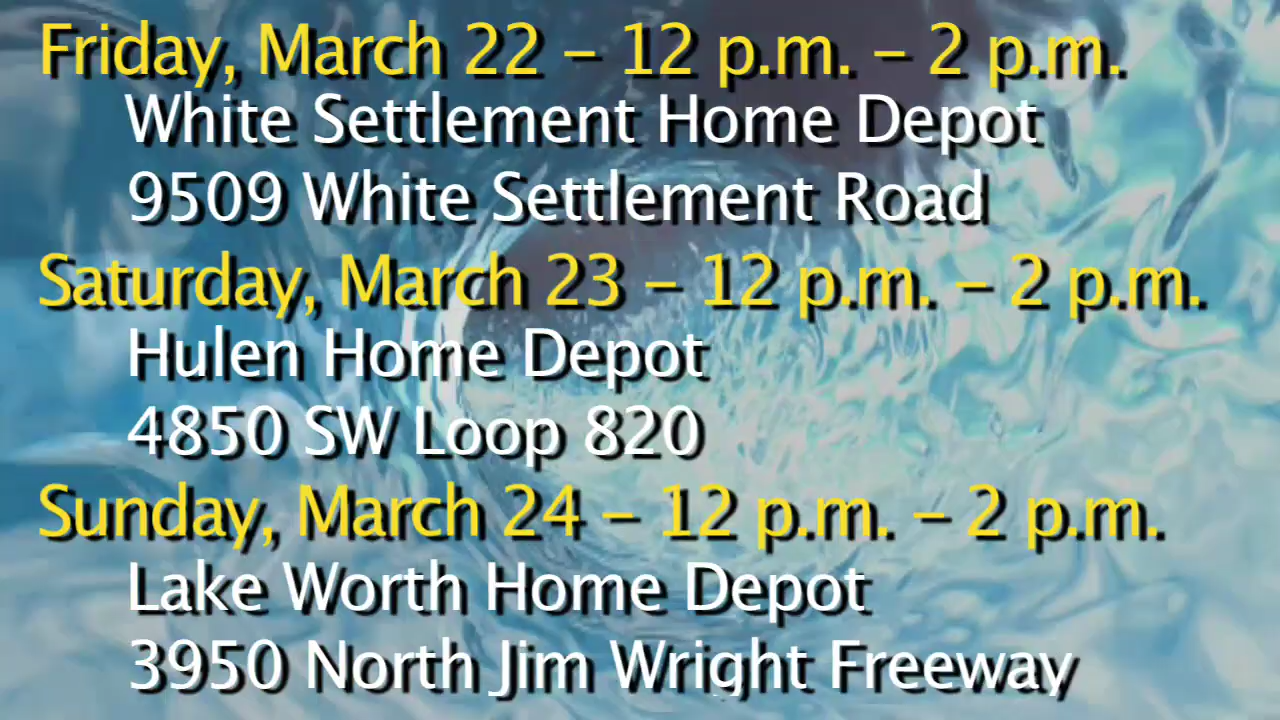 Friday, March 22 – 12 p.m. – 2 p.m.
White Settlement Home Depot
9509 White Settlement Road
Saturday, March 23 – 12 p.m. – 2 p.m.
Hulen Home Depot
4850 SW Loop 820
Sunday, March 24 – 12 p.m. – 2 p.m.
Lake Worth Home Depot
3950 North Jim Wright Freeway